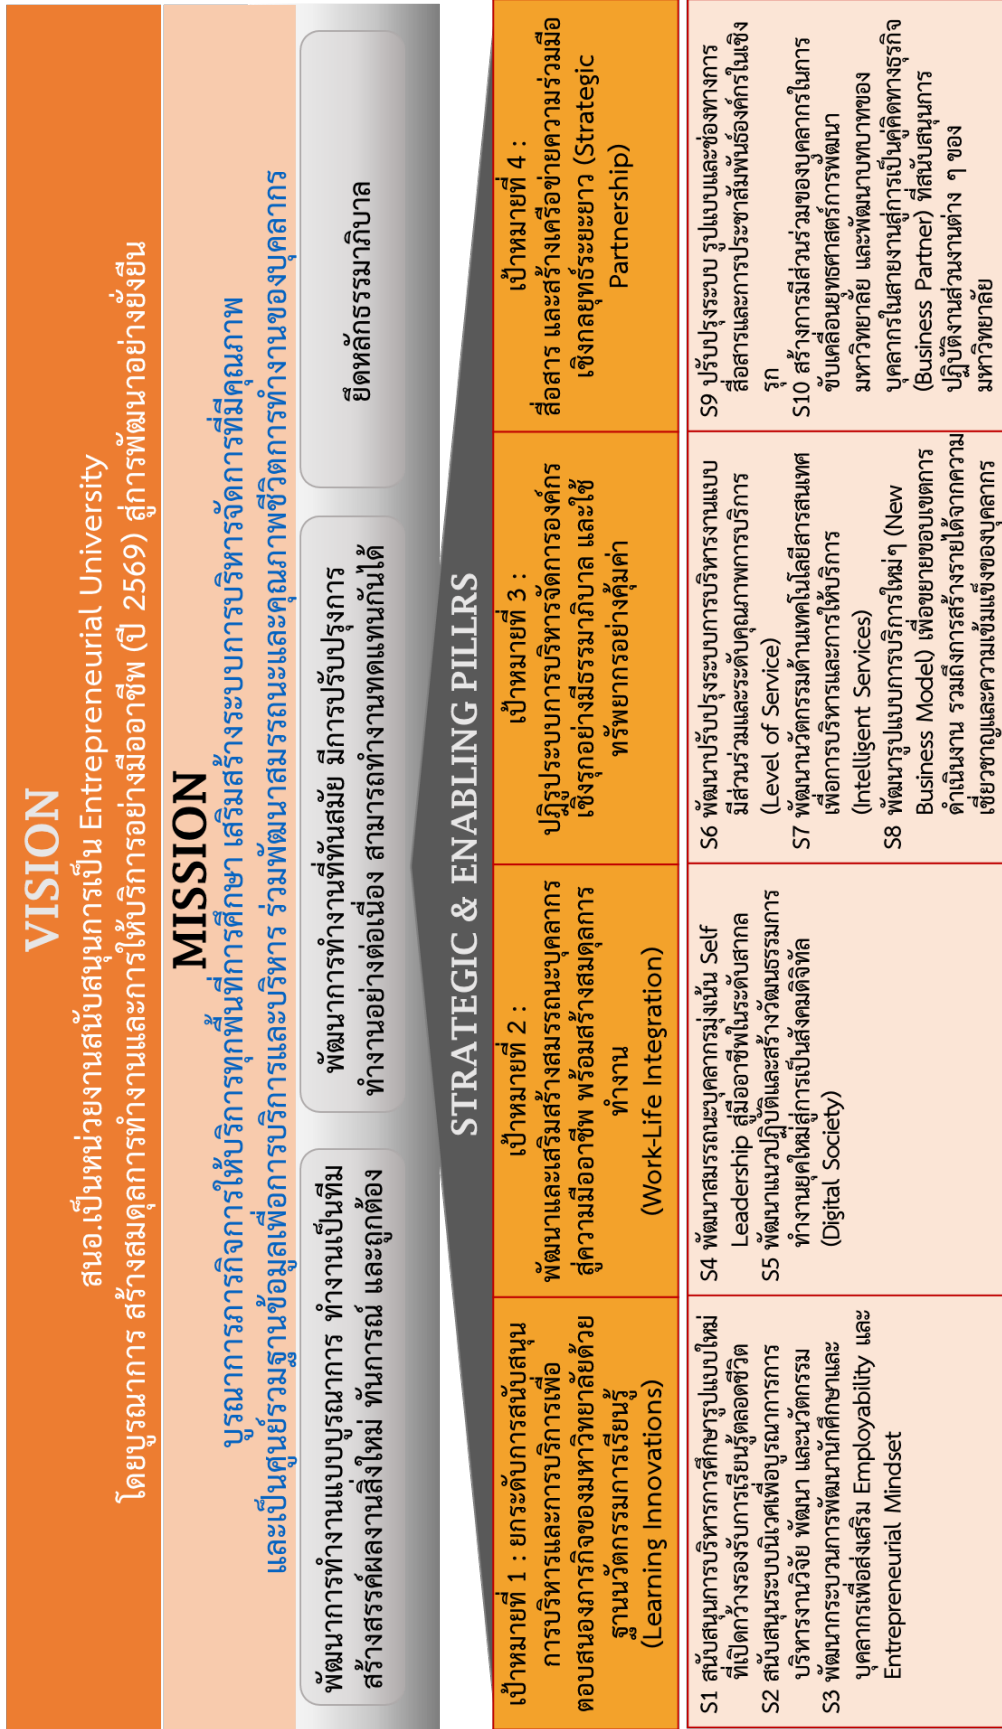 VISION
สนอ.เป็นหน่วยงานสนับสนุนการเป็น Entrepreneurial University
โดยบูรณาการ สร้างสมดุลการทำงานและการให้บริการอย่างมืออาชีพ (ปี 2569) สู่การพัฒนาอย่างยั่งยืน
MISSION
บูรณาการภารกิจการให้บริการทุกพื้นที่การศึกษา เสริมสร้างระบบการบริหารจัดการที่มีคุณภาพ
และเป็นศูนย์รวมฐานข้อมูลเพื่อการบริการและบริหาร ร่วมพัฒนาสมรรถนะและคุณภาพชีวิตการทำงานของบุคลากร
พัฒนาการทำงานแบบบูรณาการ ทำงานเป็นทีม
สร้างสรรค์ผลงานสิ่งใหม่ ทันการณ์ และถูกต้อง
พัฒนาการทำงานที่ทันสมัย มีการปรับปรุงการ
ทำงานอย่างต่อเนื่อง สามารถทำงานทดแทนกันได้
ยึดหลักธรรมาภิบาล
STRATEGIC & ENABLING PILLRS
เป้าหมายที่ 1 : ยกระดับการสนับสนุน
การบริหารและการบริการเพื่อ
ตอบสนองภารกิจของมหาวิทยาลัยด้วย
ฐานนวัตกรรมการเรียนรู้
(Learning Innovations)
เป้าหมายที่ 2 :
พัฒนาและเสริมสร้างสมรรถนะบุคลากร
สู่ความมืออาชีพ พร้อมสร้างสมดุลการ
ทำงาน
(Work-Life Integration)
เป้าหมายที่ 3 :
ปฏิรูประบบการบริหารจัดการองค์กร
เชิงรุกอย่างมีธรรมาภิบาล และใช้
ทรัพยากรอย่างคุ้มค่า
เป้าหมายที่ 4 :
สื่อสาร และสร้างเครือข่ายความร่วมมือ
เชิงกลยุทธ์ระยะยาว (Strategic
Partnership)
S1 สนับสนุนการบริหารการศึกษารูปแบบใหม่
ที่เปิดกว้างรองรับการเรียนรู้ตลอดชีวิต
S2 สนับสนุนระบบนิเวศเพื่อบูรณาการการ
บริหารงานวิจัย พัฒนา และนวัตกรรม
S3 พัฒนากระบวนการพัฒนานักศึกษาและ
บุคลากรเพื่อส่งเสริม Employability และ
Entrepreneurial Mindset
S4 พัฒนาสมรรถนะบุคลากรมุ่งเน้น Self
Leadership สู่มืออาชีพในระดับสากล
S5 พัฒนาแนวปฏิบัติและสร้างวัฒนธรรมการ
ทำงานยุคใหม่สู่การเป็นสังคมดิจิทัล
(Digital Society)
S6 พัฒนาปรับปรุงระบบการบริหารงานแบบ
มีส่วนร่วมและระดับคุณภาพการบริการ
(Level of Service)
S7 พัฒนานวัตกรรมด้านเทคโนโลยีสารสนเทศ
เพื่อการบริหารและการให้บริการ
(Intelligent Services)
S8 พัฒนารูปแบบการบริการใหม่ๆ (New
Business Model) เพื่อขยายขอบเขตการ
ดำเนินงาน รวมถึงการสร้างรายได้จากความ
เชี่ยวชาญและความเข้มแข็งของบุคลากร
S9 ปรับปรุงระบบ รูปแบบและช่องทางการ
สื่อสารและการประชาสัมพันธ์องค์กรในเชิง
รุก
S10 สร้างการมีส่วนร่วมของบุคลากรในการ
ขับเคลื่อนยุทธศาสตร์การพัฒนา
มหาวิทยาลัย และพัฒนาบทบาทของ
บุคลากรในสายงานสู่การเป็นคู่คิดทางธุรกิจ
(Business Partner) ที่สนับสนุนการ
ปฏิบัติงานส่วนงานต่าง ๆ ของ
มหาวิทยาลัย